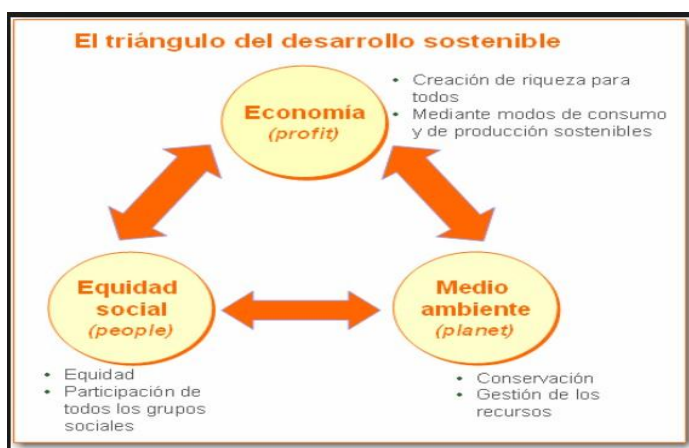 El triángulo del desarrollo sostenible
Economía
(profit)
• Creación de riqueza para
todos
• Mediante modos de consumo
y de producción sostenibles
Equidad
social
(people)
• Equidad
• Participación de
todos los grupos
sociales
Medio
ambiente
(planet)
• Conservación
• Gestión de los
recursos